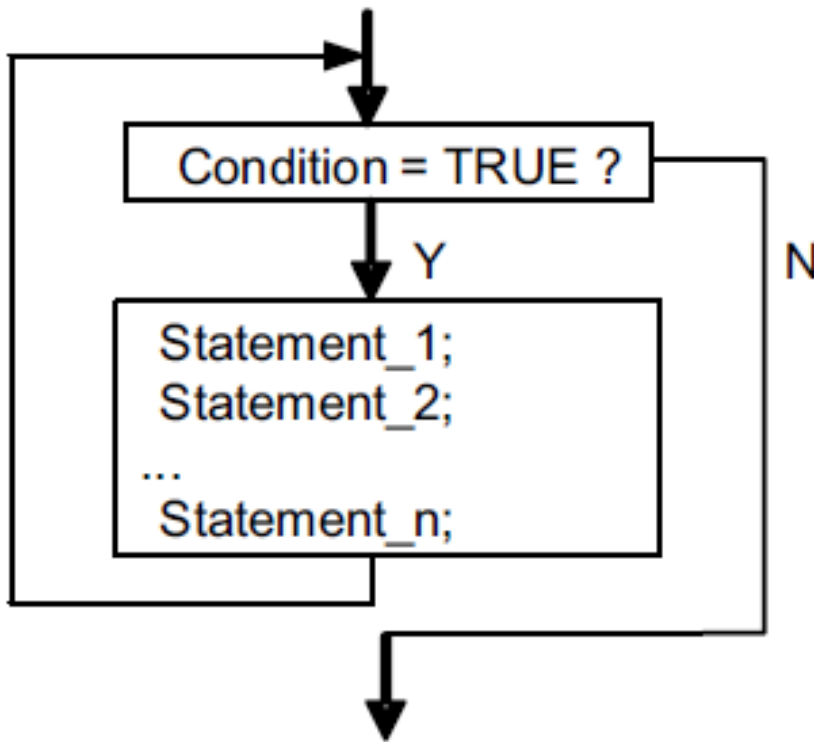 Condition = TRUE ?
Y
N
Statement_1;
Statement_2;
...
Statement_n;